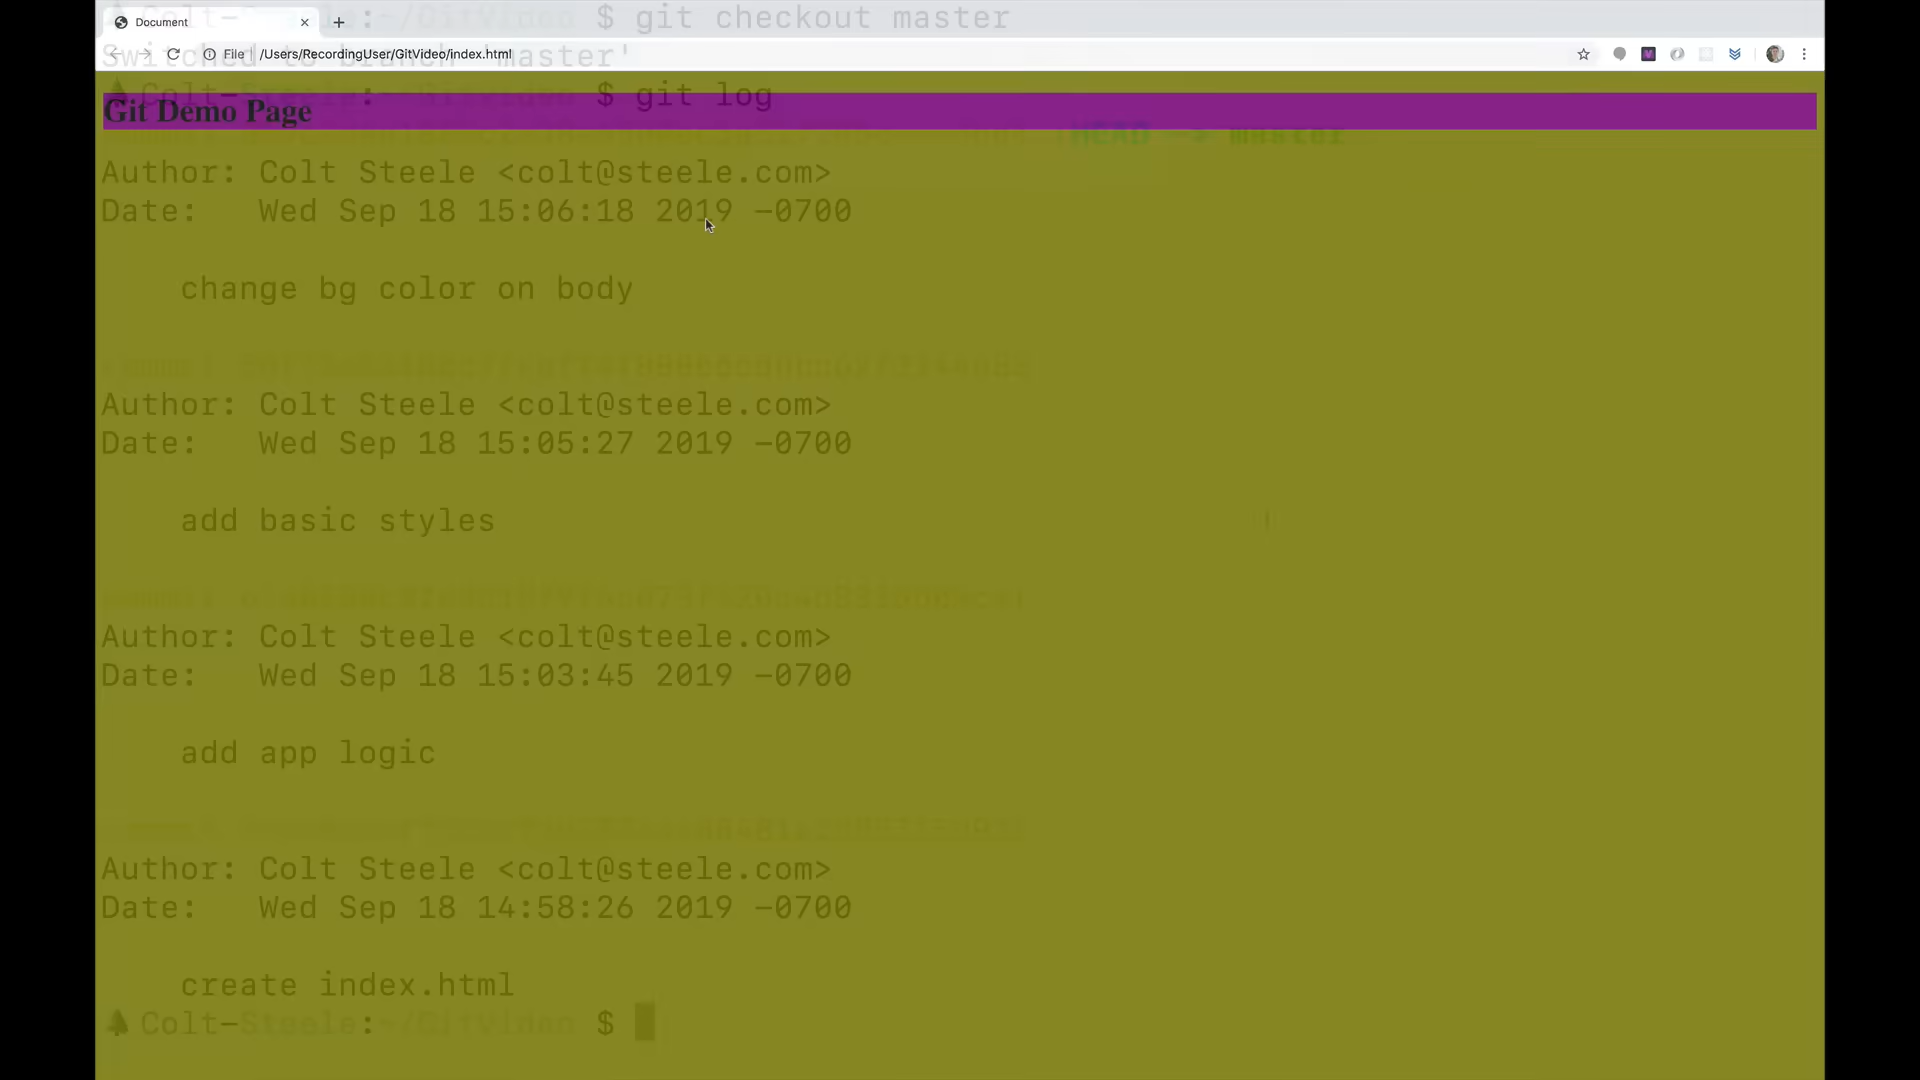 Document
$ git checkout master
Switched to branch 'master'
File /Users/RecordingUser/GitVideo/index.html
Colt-Steele:~/GitVideo $ git log
Git Demo Page
HEAD -> master
Author: Colt Steele <colt@steele.com>
Date: Wed Sep 18 15:06:18 2019 -0700
change bg color on body
Author: Colt Steele <colt@steele.com>
Date: Wed Sep 18 15:05:27 2019 -0700
add basic styles
Author: Colt Steele <colt@steele.com>
Date: Wed Sep 18 15:03:45 2019 -0700
add app logic
Author: Colt Steele <colt@steele.com>
Date: Wed Sep 18 14:58:26 2019 -0700
create index.html
Colt-Steele:~/GitVideo $